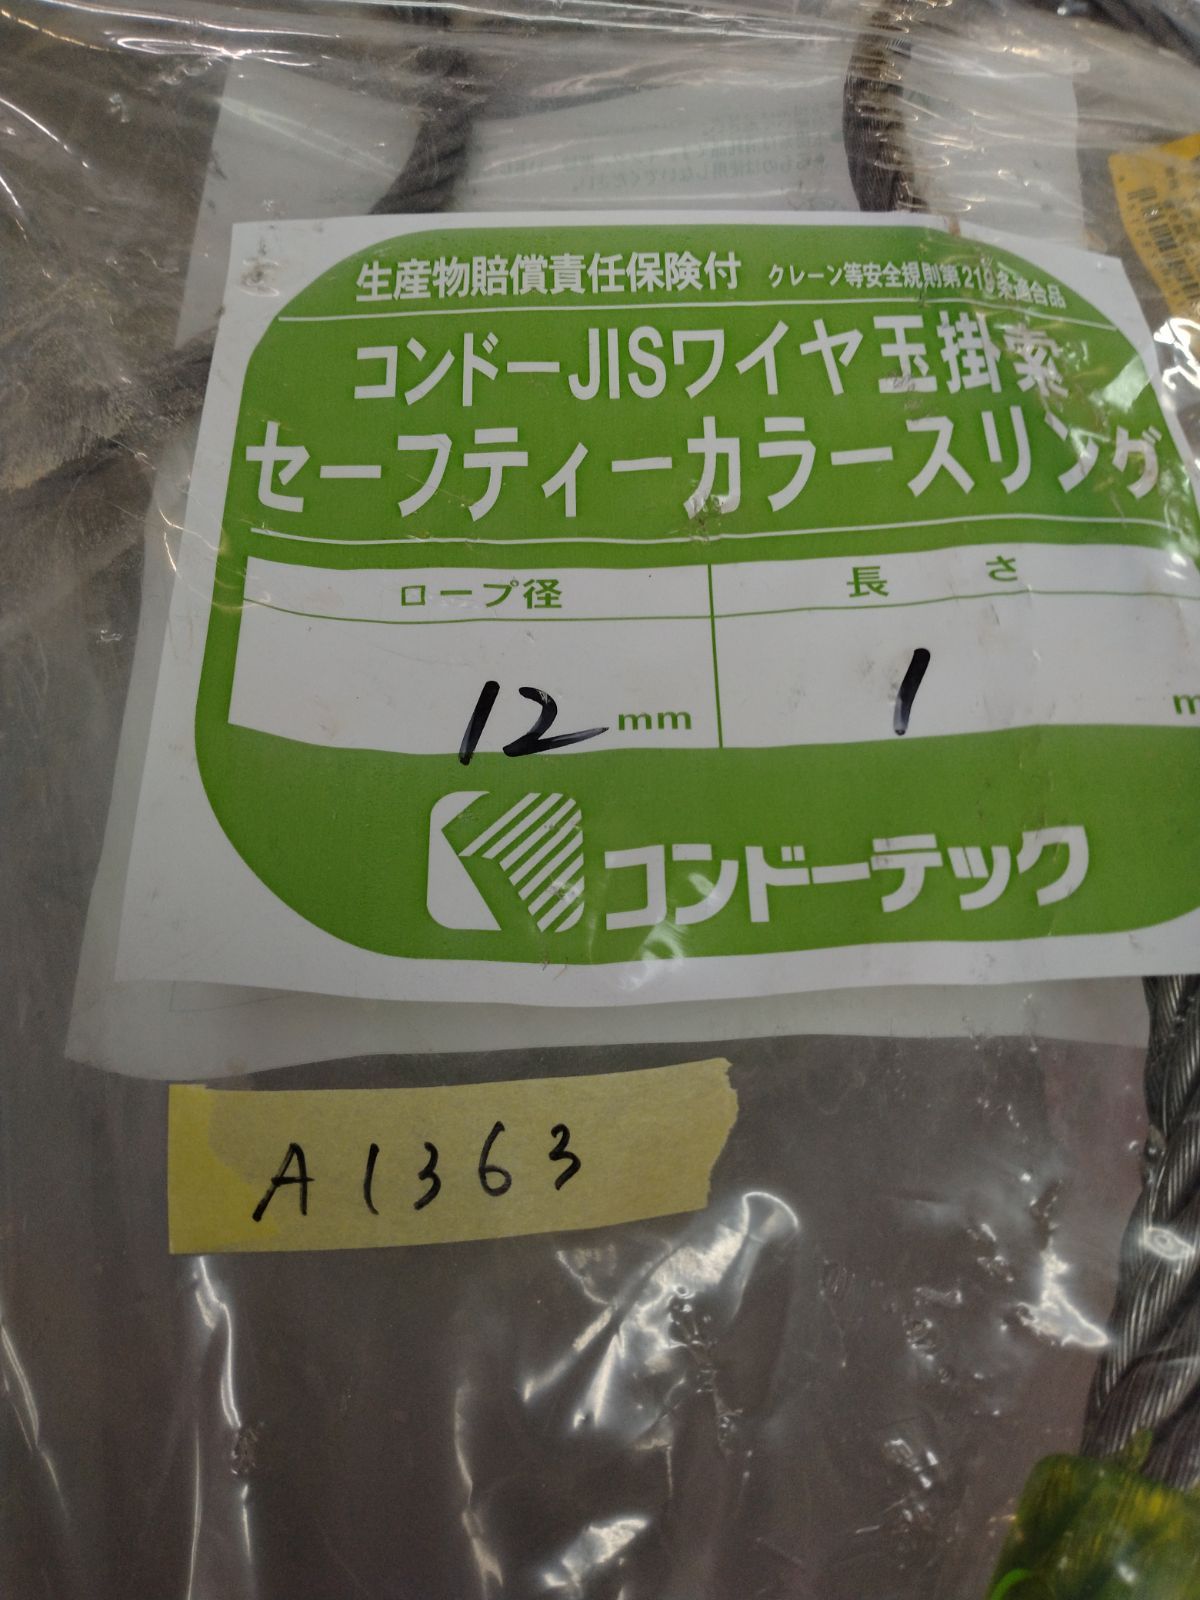 生産物賠償責任保険付 クレーン等安全規則第219条適合品
コンドーJISワイヤ玉掛索
セーフティーカラースリング
ロープ径 長さ
12mm 1m
コンドーテック
A1363